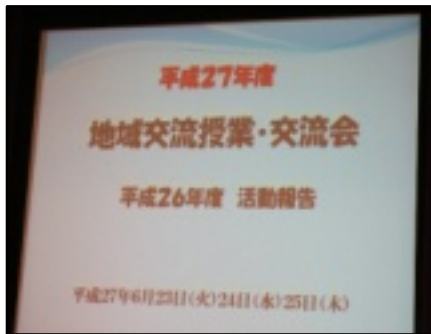 平成27年度
地域交流授業・交流会
平成26年度 活動報告
平成27年6月23日(火)24日(水)25日(木)